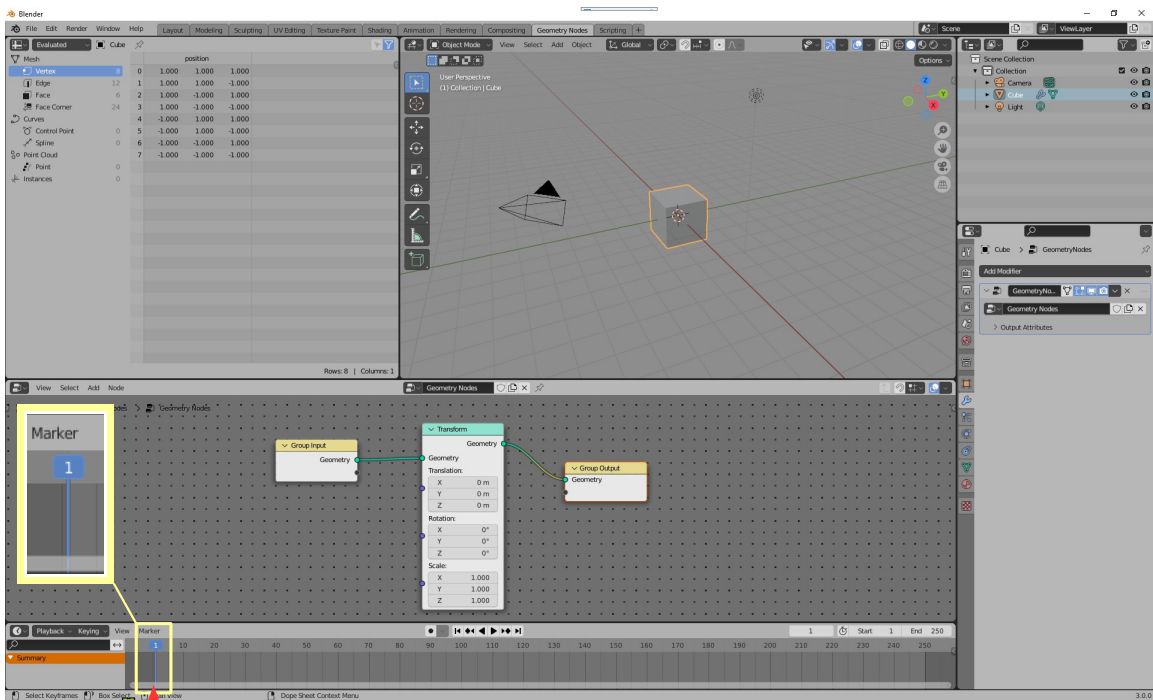 Blender
File Edit Render Window Help Layout Modeling Sculpting UV Editing Texture Paint Shading Animation Rendering Compositing Geometry Nodes Scripting + Scene ViewLayer
Evaluated Cube
Object Mode View Select Add Object Global
Options
Mesh
Vertex 8
Edge 12
Face 6
Face Corner 24
Curves
Control Point 0
Spline 0
Point Cloud
Point 0
Instances 0
position
0 1.000 1.000 1.000
1 1.000 1.000 -1.000
2 1.000 -1.000 1.000
3 1.000 -1.000 -1.000
4 -1.000 1.000 1.000
5 -1.000 1.000 -1.000
6 -1.000 -1.000 1.000
7 -1.000 -1.000 -1.000
Rows: 8 | Columns: 1
User Perspective
(1) Collection | Cube
Z
Y
X
Scene Collection
Collection
Camera
Cube
Light
Cube > GeometryNodes
Add Modifier
GeometryNo..
Geometry Nodes
Output Attributes
View Select Add Node Geometry Nodes
Geometry Nodes
Marker
1
Group Input
Geometry
Transform
Geometry
Geometry
Translation:
X 0 m
Y 0 m
Z 0 m
Rotation:
X 0°
Y 0°
Z 0°
Scale:
X 1.000
Y 1.000
Z 1.000
Group Output
Geometry
Playback Keying View Marker 1 Start 1 End 250
1 10 20 30 40 50 60 70 80 90 100 110 120 130 140 150 160 170 180 190 200 210 220 230 240 250
Summary
Select Keyframes Box Select View Dope Sheet Context Menu 3.0.0